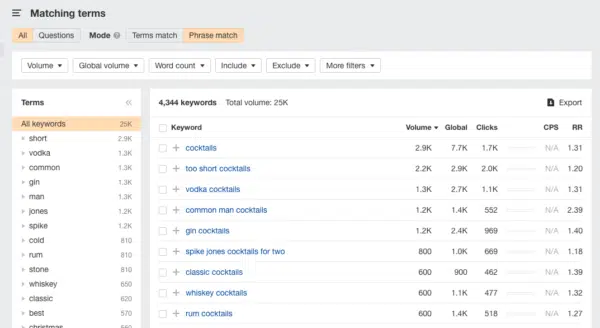 Matching terms
All Questions Mode Terms match Phrase match
Volume Global volume Word count Include Exclude More filters
Terms
All keywords 25K
short 2.9K
vodka 1.3K
common 1.3K
gin 1.3K
man 1.3K
jones 1.2K
spike 1.2K
cold 810
rum 810
stone 810
whiskey 650
classic 620
best 570
christmas 560
4,344 keywords Total volume: 25K Export
Keyword Volume Global Clicks CPS RR
cocktails 2.9K 7.7K 1.7K N/A 1.31
too short cocktails 2.2K 2.9K 2.0K N/A 1.20
vodka cocktails 1.3K 2.7K 1.1K N/A 1.31
common man cocktails 1.2K 1.4K 552 N/A 2.39
gin cocktails 1.2K 2.4K 969 N/A 1.40
spike jones cocktails for two 800 1.0K 669 N/A 1.18
classic cocktails 600 900 462 N/A 1.39
whiskey cocktails 600 1.1K 477 N/A 1.32
rum cocktails 600 1.4K 518 N/A 1.27